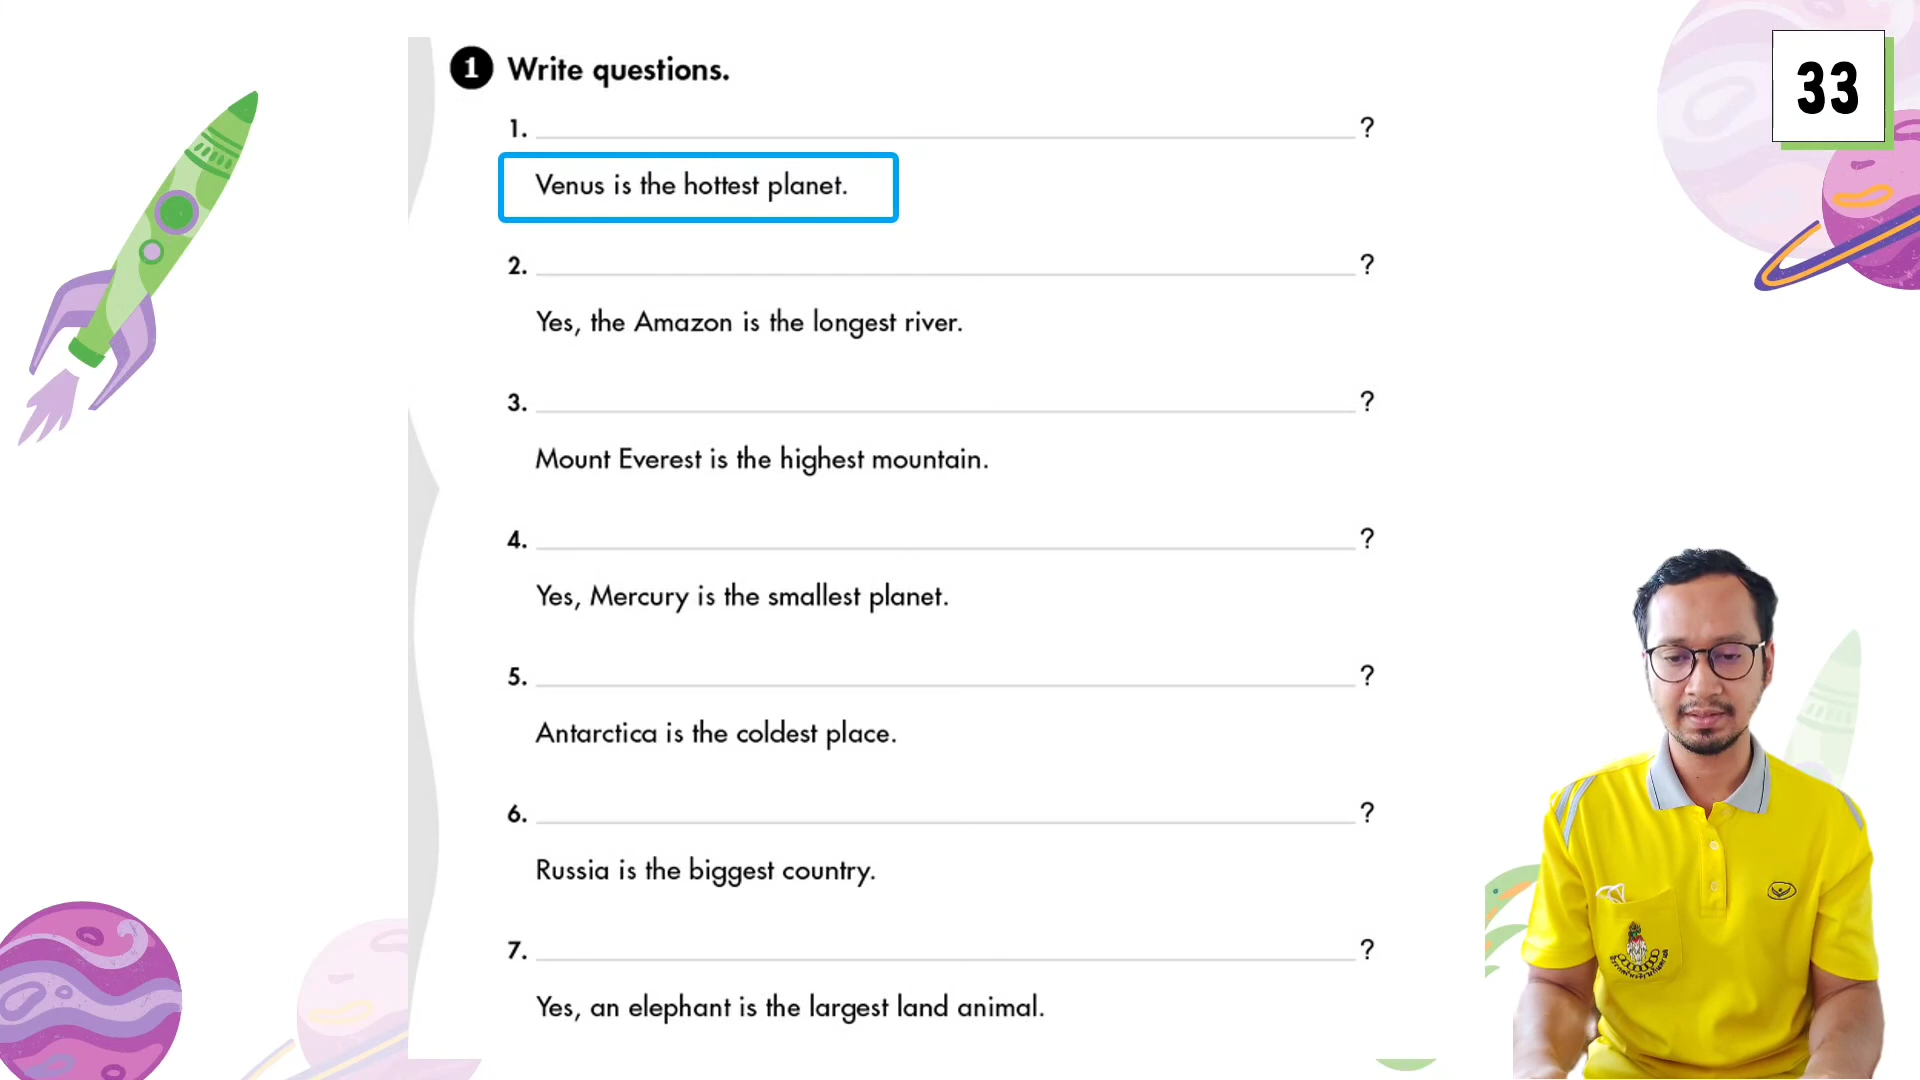 1 Write questions.
33
1. ?
Venus is the hottest planet.
2. ?
Yes, the Amazon is the longest river.
3. ?
Mount Everest is the highest mountain.
4. ?
Yes, Mercury is the smallest planet.
5. ?
Antarctica is the coldest place.
6. ?
Russia is the biggest country.
7. ?
Yes, an elephant is the largest land animal.